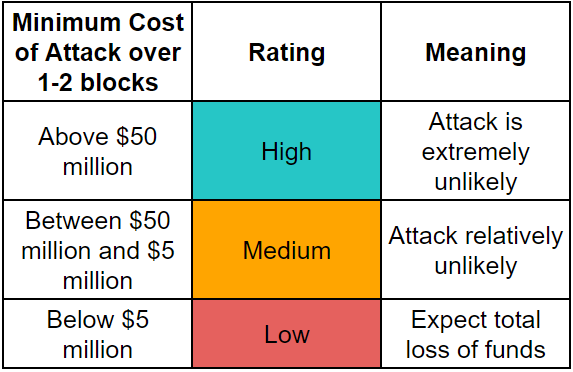 Minimum Cost
of Attack over
1-2 blocks
Rating
Meaning
Above $50
million
High
Attack is
extremely
unlikely
Between $50
million and $5
million
Medium
Attack relatively
unlikely
Below $5
million
Low
Expect total
loss of funds